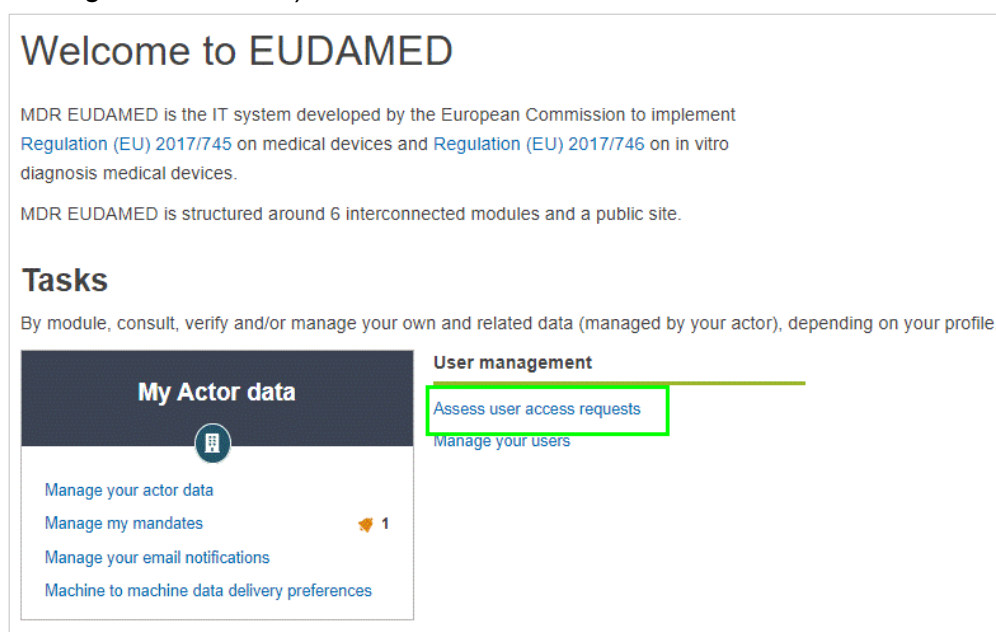 Welcome to EUDAMED
MDR EUDAMED is the IT system developed by the European Commission to implement
Regulation (EU) 2017/745 on medical devices and Regulation (EU) 2017/746 on in vitro
diagnosis medical devices.
MDR EUDAMED is structured around 6 interconnected modules and a public site.
Tasks
By module, consult, verify and/or manage your own and related data (managed by your actor), depending on your profile
My Actor data
Manage your actor data
Manage my mandates 1
Manage your email notifications
Machine to machine data delivery preferences
User management
Assess user access requests
Manage your users